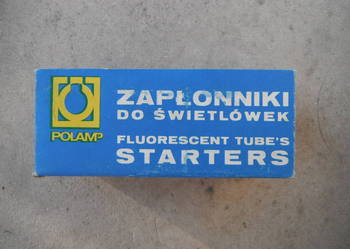 POLAMP
ZAPŁONNIKI
DO ŚWIETLÓWEK
FLUORESCENT TUBE'S
STARTERS